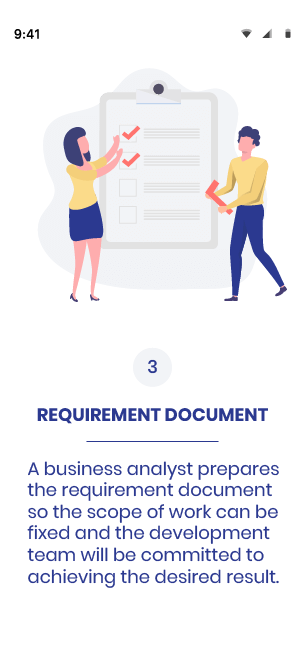 9:41
3
REQUIREMENT DOCUMENT
A business analyst prepares
the requirement document
so the scope of work can be
fixed and the development
team will be committed to
achieving the desired result.